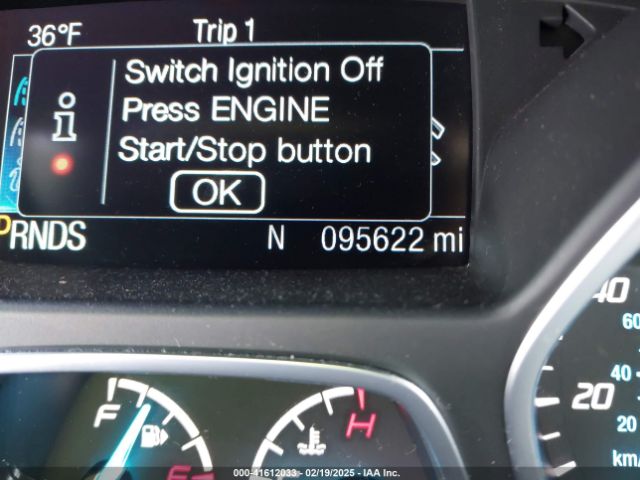 36°F Trip 1
Switch Ignition Off
Press ENGINE
i
Start/Stop button
OK
PRNDS N 095622 mi
40
60
40
20
20
km/
F H
E
000-41612033 - 02/19/2025 - IAA Inc.